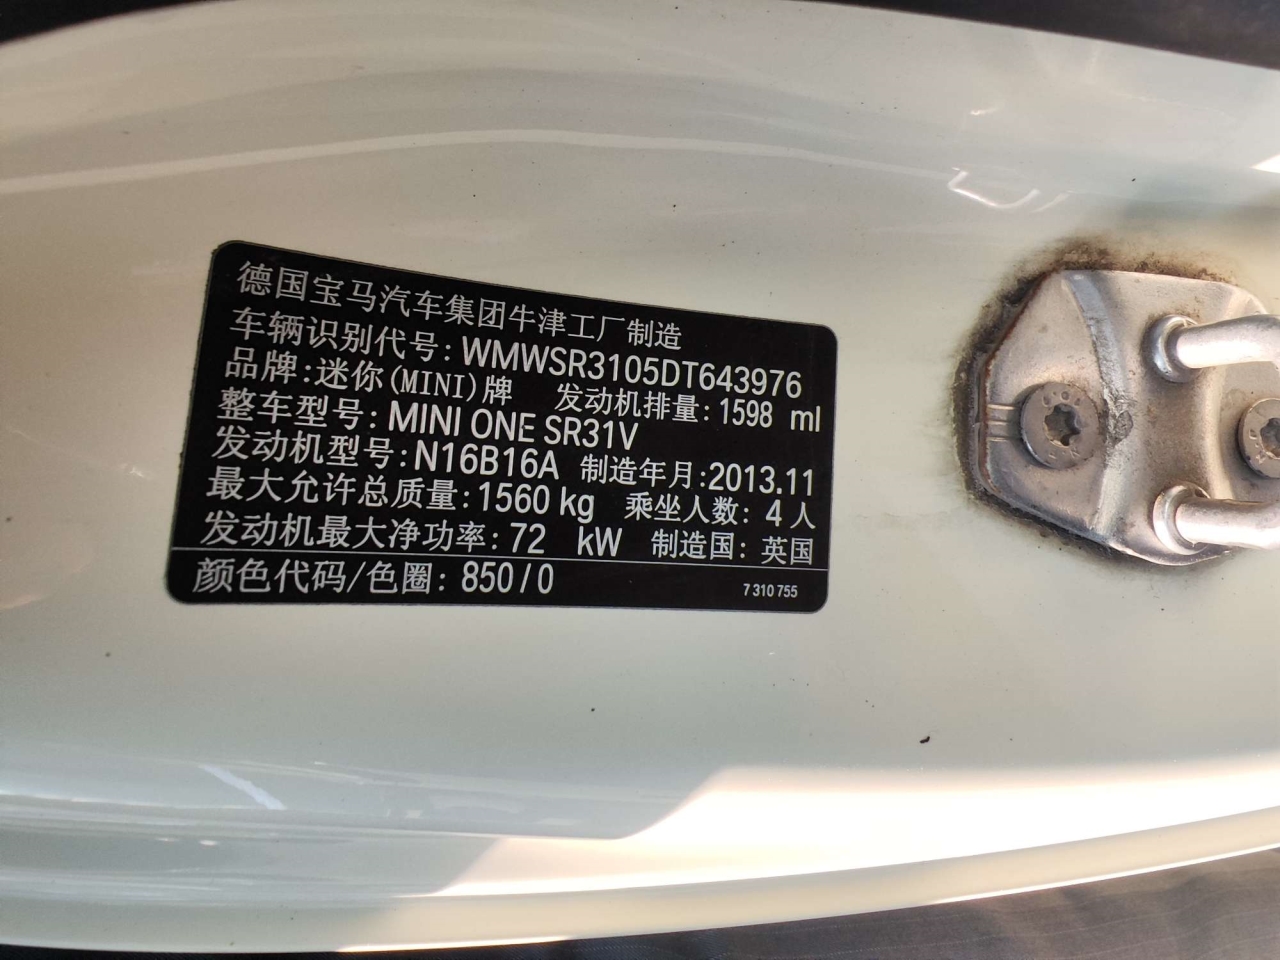 德国宝马汽车集团牛津工厂制造
车辆识别代号: WMWSR3105DT643976
品牌:迷你(MINI)牌 发动机排量: 1598 ml
整车型号: MINI ONE SR31V
发动机型号: N16B16A 制造年月:2013.11
最大允许总质量: 1560 kg 乘坐人数: 4人
发动机最大净功率: 72 kW 制造国: 英国
颜色代码/色圈: 850/0 7 310 755